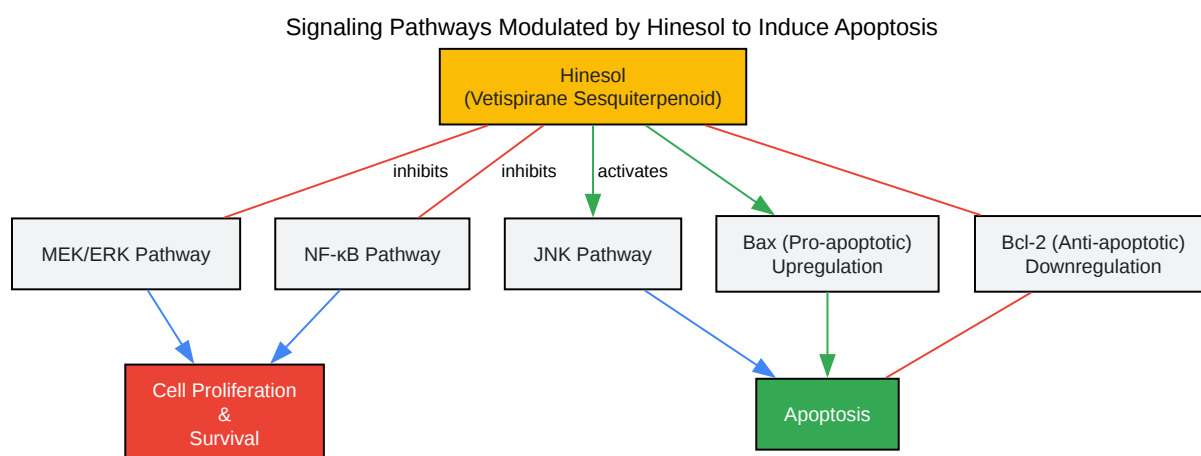 Signaling Pathways Modulated by Hinesol to Induce Apoptosis
Hinesol
(Vetispirane Sesquiterpenoid)
inhibits
inhibits
activates
MEK/ERK Pathway
NF-κB Pathway
JNK Pathway
Bax (Pro-apoptotic)
Upregulation
Bcl-2 (Anti-apoptotic)
Downregulation
Cell Proliferation
&
Survival
Apoptosis